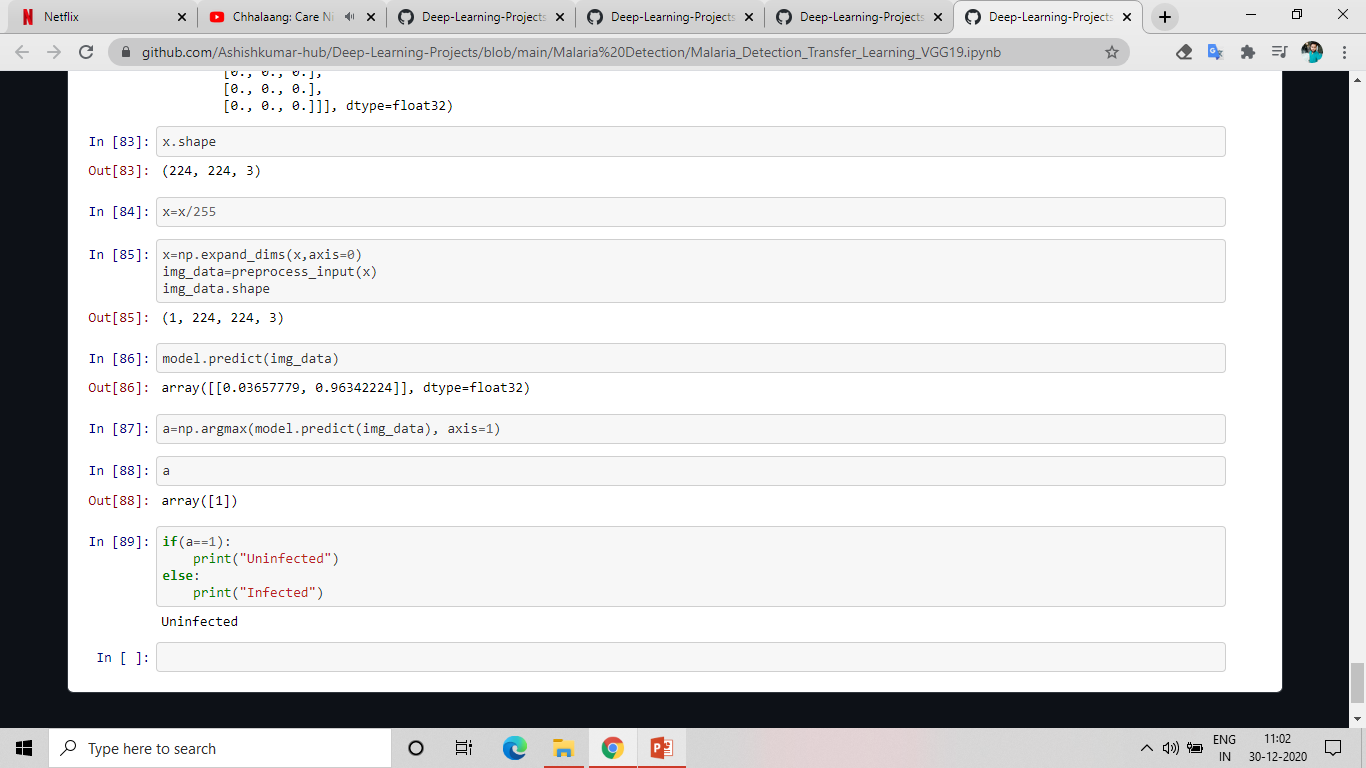 Netflix
Chhalaang: Care Ni
Deep-Learning-Projects
Deep-Learning-Projects
Deep-Learning-Projects
Deep-Learning-Projects
github.com/Ashishkumar-hub/Deep-Learning-Projects/blob/main/Malaria%20Detection/Malaria_Detection_Transfer_Learning_VGG19.ipynb
[0., 0., 0.],
[0., 0., 0.],
[0., 0., 0.]]], dtype=float32)
In [83]: x.shape
Out[83]: (224, 224, 3)
In [84]: x=x/255
In [85]: x=np.expand_dims(x,axis=0)
img_data=preprocess_input(x)
img_data.shape
Out[85]: (1, 224, 224, 3)
In [86]: model.predict(img_data)
Out[86]: array([[0.03657779, 0.96342224]], dtype=float32)
In [87]: a=np.argmax(model.predict(img_data), axis=1)
In [88]: a
Out[88]: array([1])
In [89]: if(a==1):
print("Uninfected")
else:
print("Infected")
Uninfected
In [ ]:
Type here to search
ENG
IN
11:02
30-12-2020